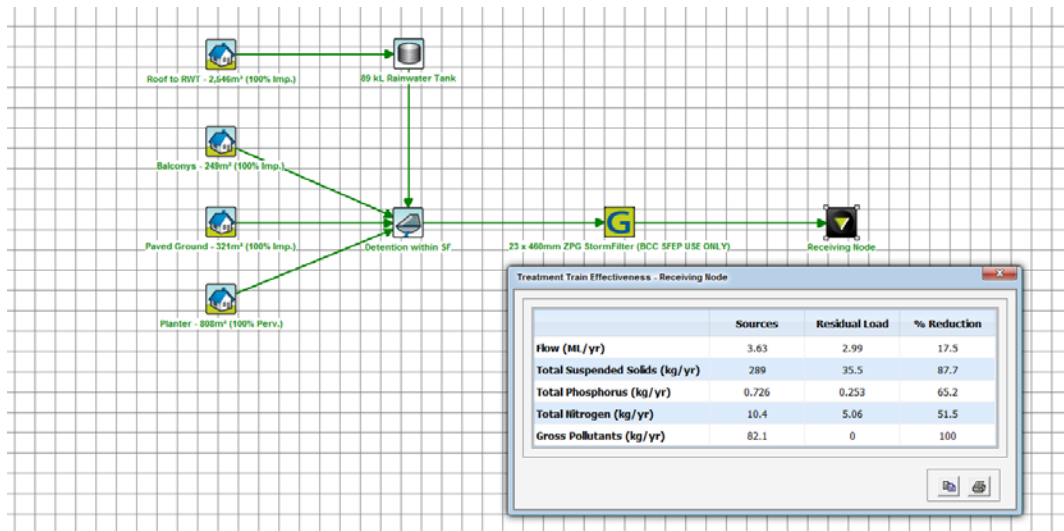 Roof to RWT - 2,546m² (100% Imp.)
89 kL Rainwater Tank
Balconys - 249m² (100% Imp.)
Paved Ground - 321m² (100% Imp.)
Detention within SF
G
23 x 460mm ZPG StormFilter (BCC SFEP USE ONLY)
Receiving Node
Planter - 808m² (100% Perv.)
Treatment Train Effectiveness - Receiving Node
Sources Residual Load % Reduction
Flow (ML/yr) 3.63 2.99 17.5
Total Suspended Solids (kg/yr) 289 35.5 87.7
Total Phosphorus (kg/yr) 0.726 0.253 65.2
Total Nitrogen (kg/yr) 10.4 5.06 51.5
Gross Pollutants (kg/yr) 82.1 0 100